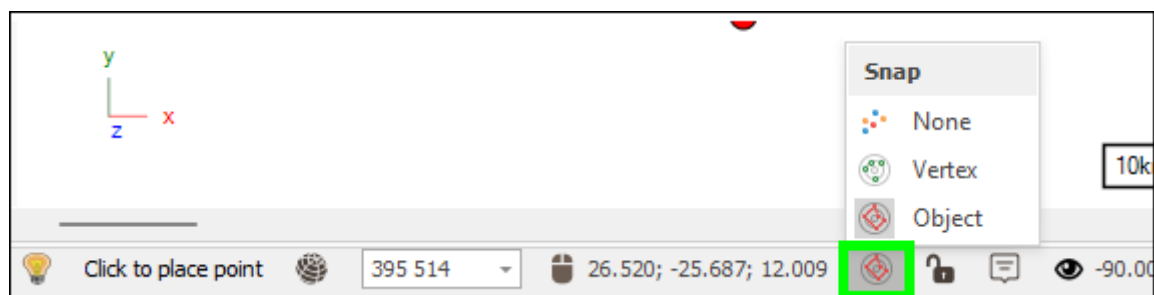 y
x
z
Snap
None
Vertex
Object
10k
Click to place point
395 514
26.520; -25.687; 12.009
-90.00